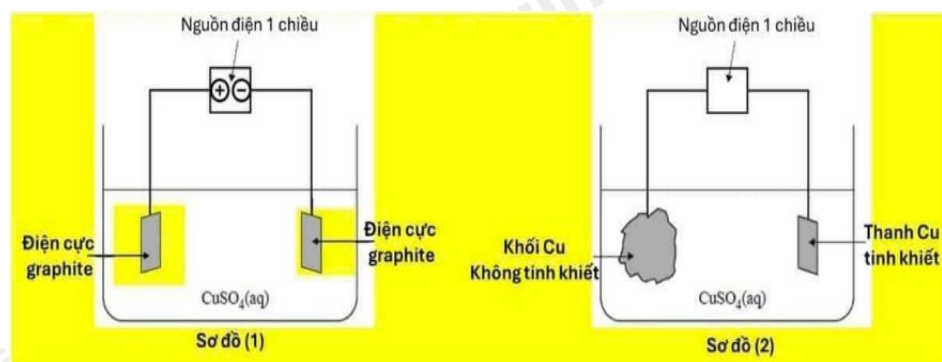 Nguồn điện 1 chiều
Điện cực
graphite
Điện cực
graphite
CuSO₄(aq)
Sơ đồ (1)
Nguồn điện 1 chiều
Khối Cu
Không tinh khiết
Thanh Cu
tinh khiết
CuSO₄(aq)
Sơ đồ (2)